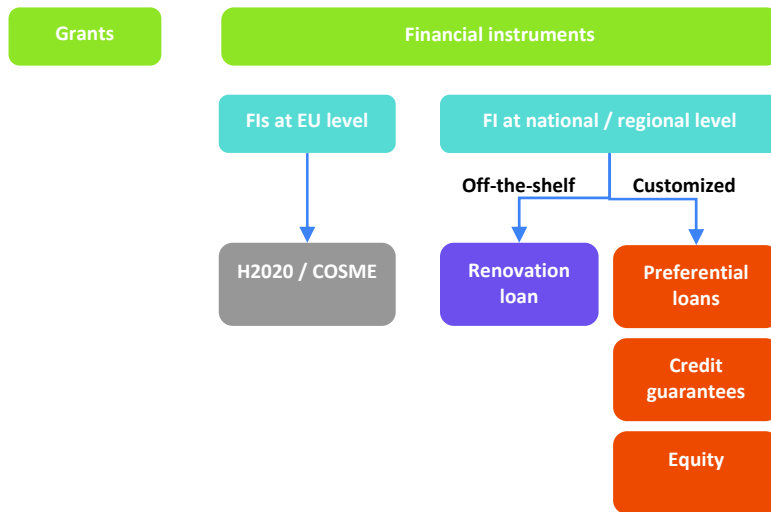 Grants
Financial instruments
FIs at EU level
FI at national / regional level
Off-the-shelf
Customized
H2020 / COSME
Renovation
loan
Preferential
loans
Credit
guarantees
Equity